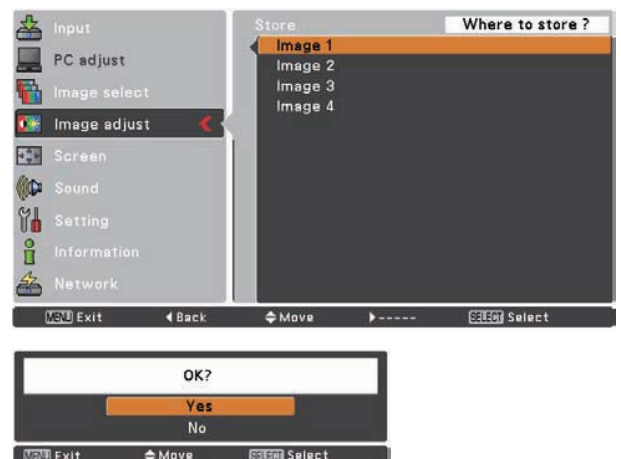 Input
PC adjust
Image select
Image adjust
Screen
Sound
Setting
Information
Network
Store
Where to store ?
Image 1
Image 2
Image 3
Image 4
MENU Exit Back Move ----- SELECT Select
OK?
Yes
No
MENU Exit Move SELECT Select